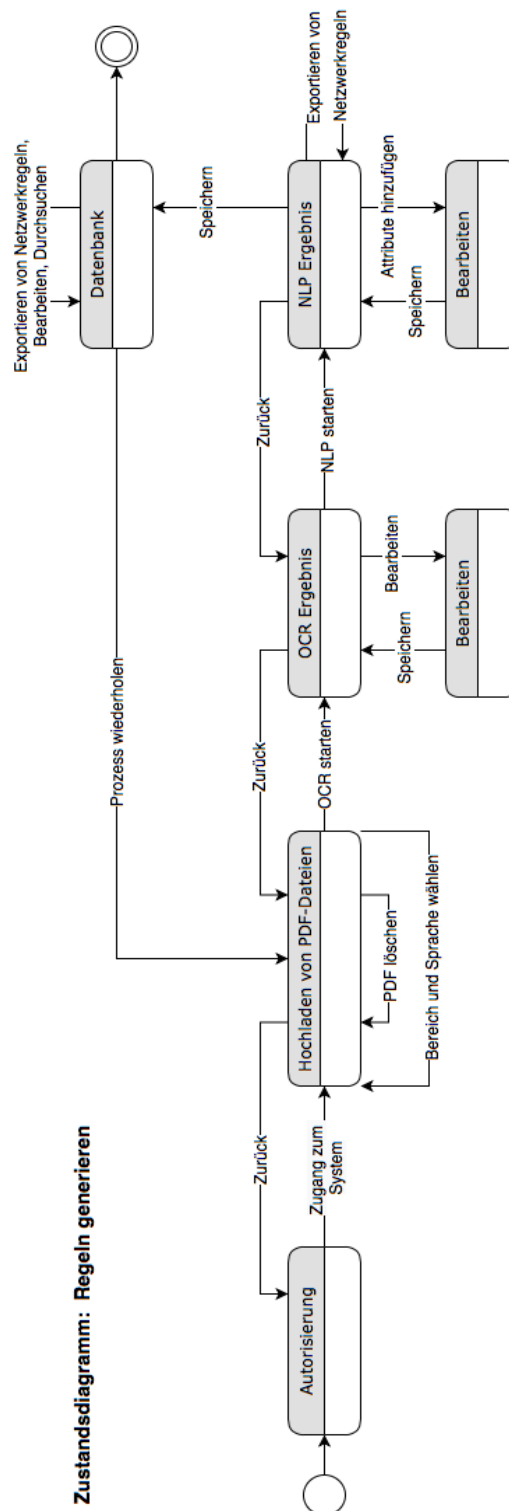 Zustandsdiagramm: Regeln generieren
Exportieren von Netzwerkregeln,
Bearbeiten, Durchsuchen
Datenbank
Prozess wiederholen
Speichern
Zurück
Zurück
Zurück
Autorisierung
Zugang zum
System
Hochladen von PDF-Dateien
OCR starten
OCR Ergebnis
NLP starten
NLP Ergebnis
Exportieren von
Netzwerkregeln
PDF löschen
Bereich und Sprache wählen
Speichern
Bearbeiten
Bearbeiten
Speichern
Attribute hinzufügen
Bearbeiten